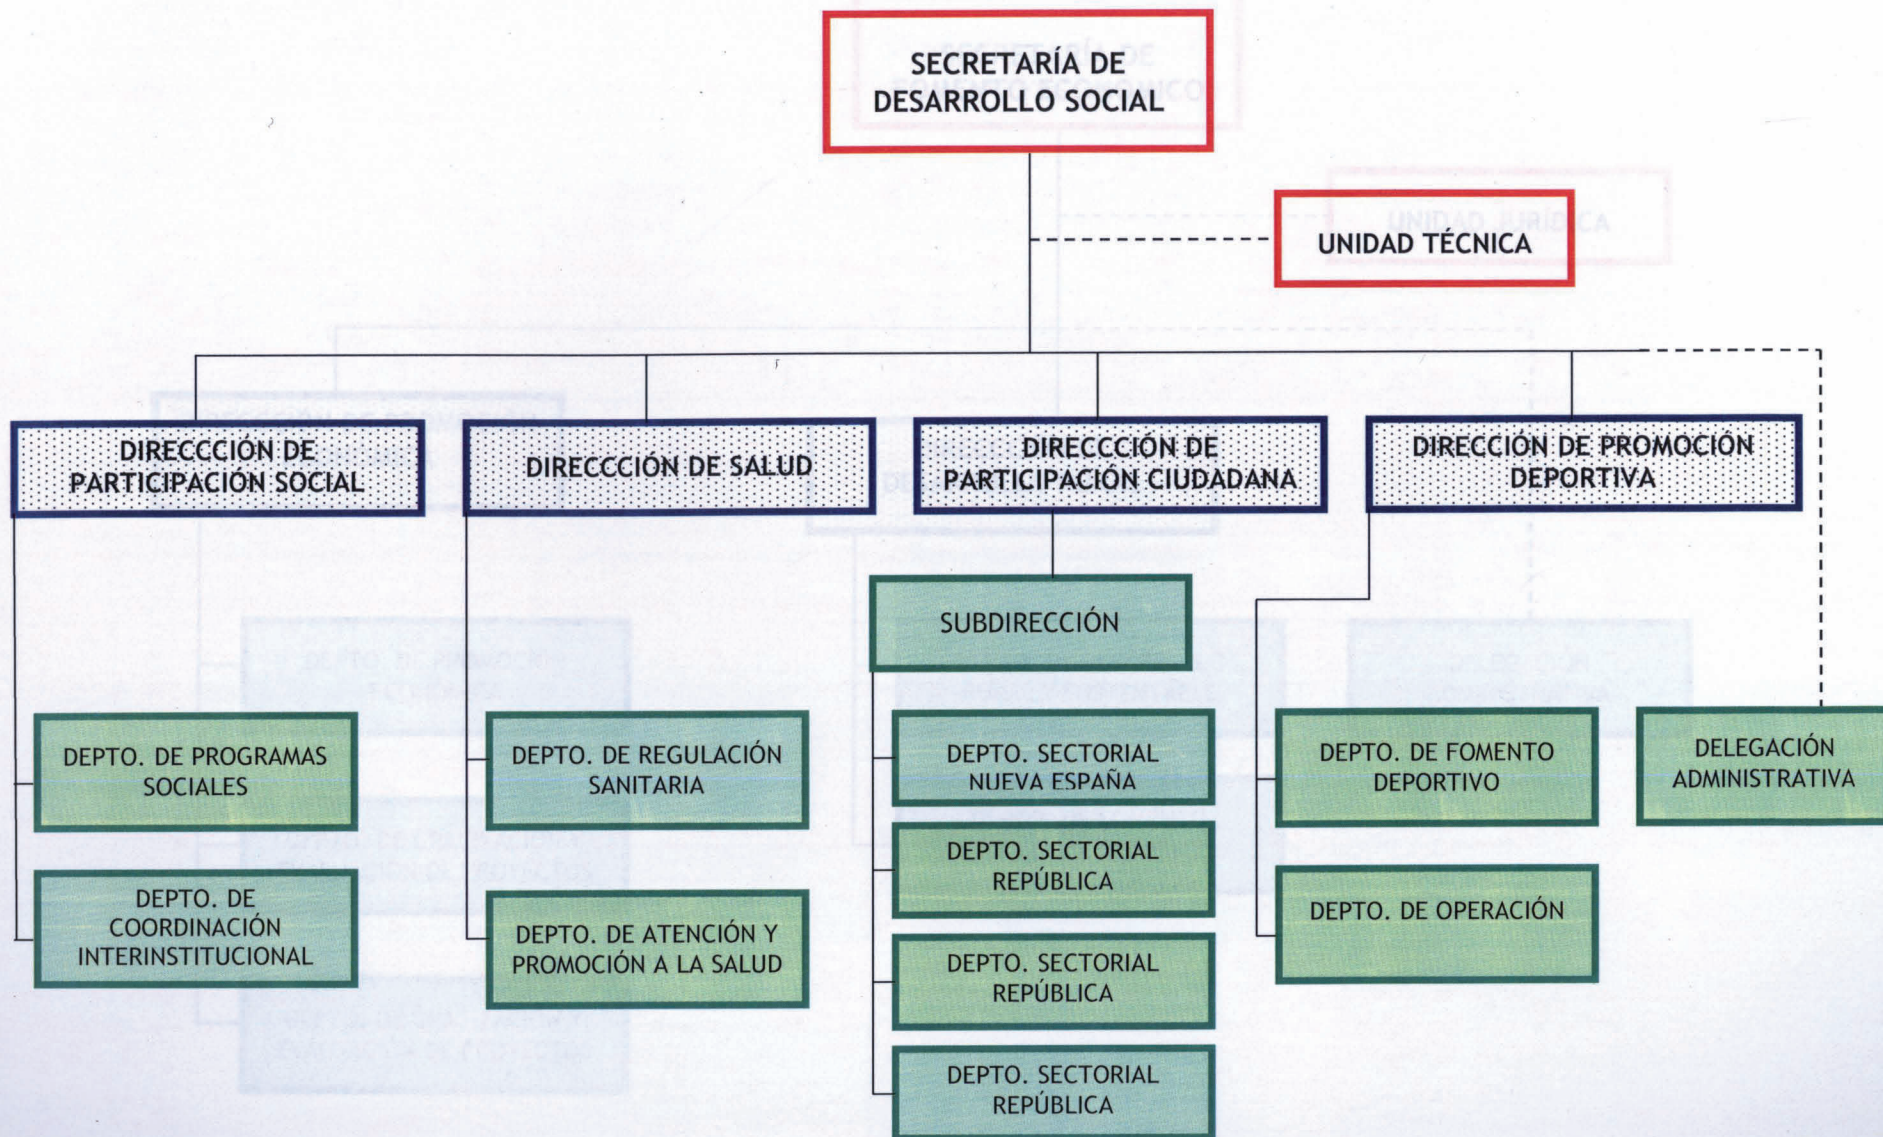 SECRETARÍA DE
DESARROLLO SOCIAL
UNIDAD TÉCNICA
DIRECCCIÓN DE
PARTICIPACIÓN SOCIAL
DIRECCCIÓN DE SALUD
DIRECCCIÓN DE
PARTICIPACIÓN CIUDADANA
DIRECCIÓN DE PROMOCIÓN
DEPORTIVA
SUBDIRECCIÓN
DEPTO. DE PROGRAMAS
SOCIALES
DEPTO. DE
COORDINACIÓN
INTERINSTITUCIONAL
DEPTO. DE REGULACIÓN
SANITARIA
DEPTO. DE ATENCIÓN Y
PROMOCIÓN A LA SALUD
DEPTO. SECTORIAL
NUEVA ESPAÑA
DEPTO. SECTORIAL
REPÚBLICA
DEPTO. SECTORIAL
REPÚBLICA
DEPTO. SECTORIAL
REPÚBLICA
DEPTO. DE FOMENTO
DEPORTIVO
DEPTO. DE OPERACIÓN
DELEGACIÓN
ADMINISTRATIVA
UNIDAD JURÍDICA